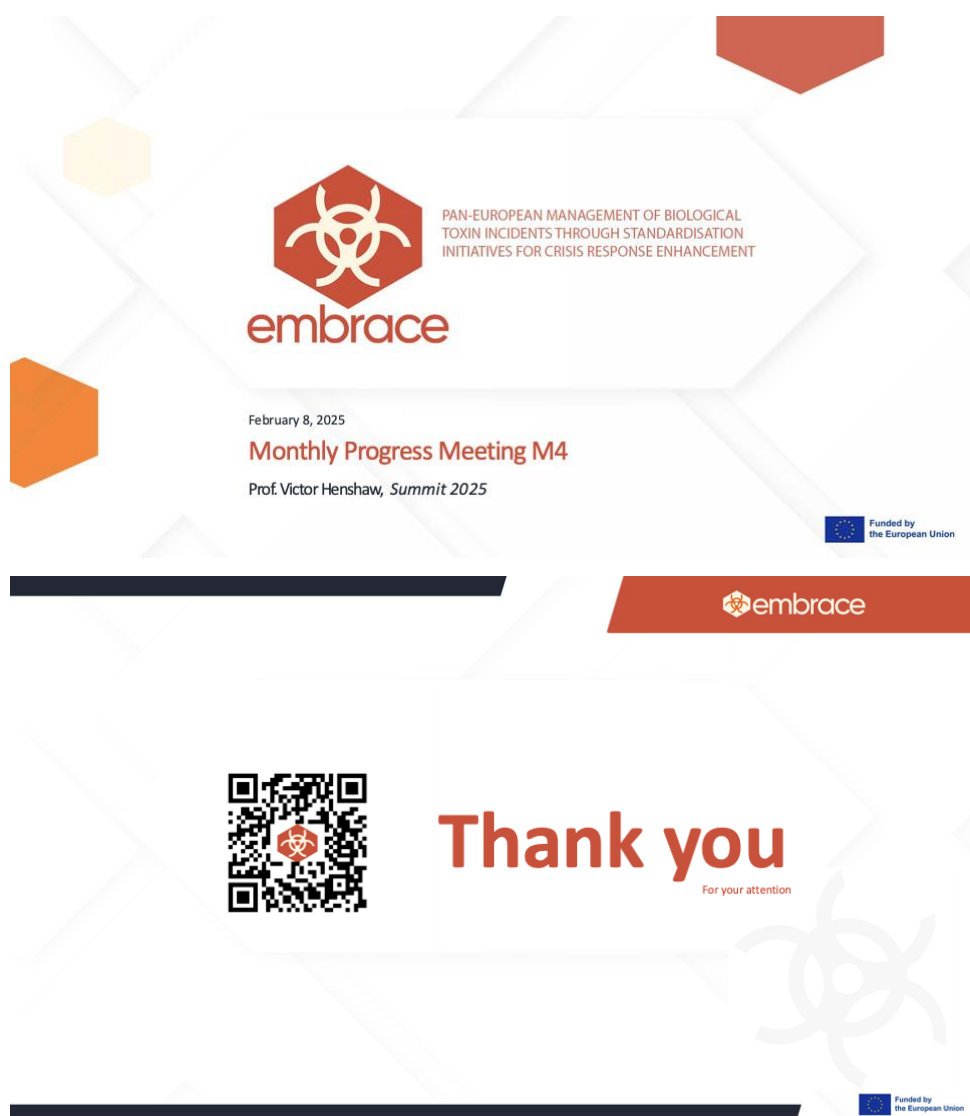 PAN-EUROPEAN MANAGEMENT OF BIOLOGICAL
TOXIN INCIDENTS THROUGH STANDARDISATION
INITIATIVES FOR CRISIS RESPONSE ENHANCEMENT
embrace
February 8, 2025
Monthly Progress Meeting M4
Prof. Victor Henshaw, Summit 2025
Funded by
the European Union
embrace
Thank you
For your attention
Funded by
the European Union